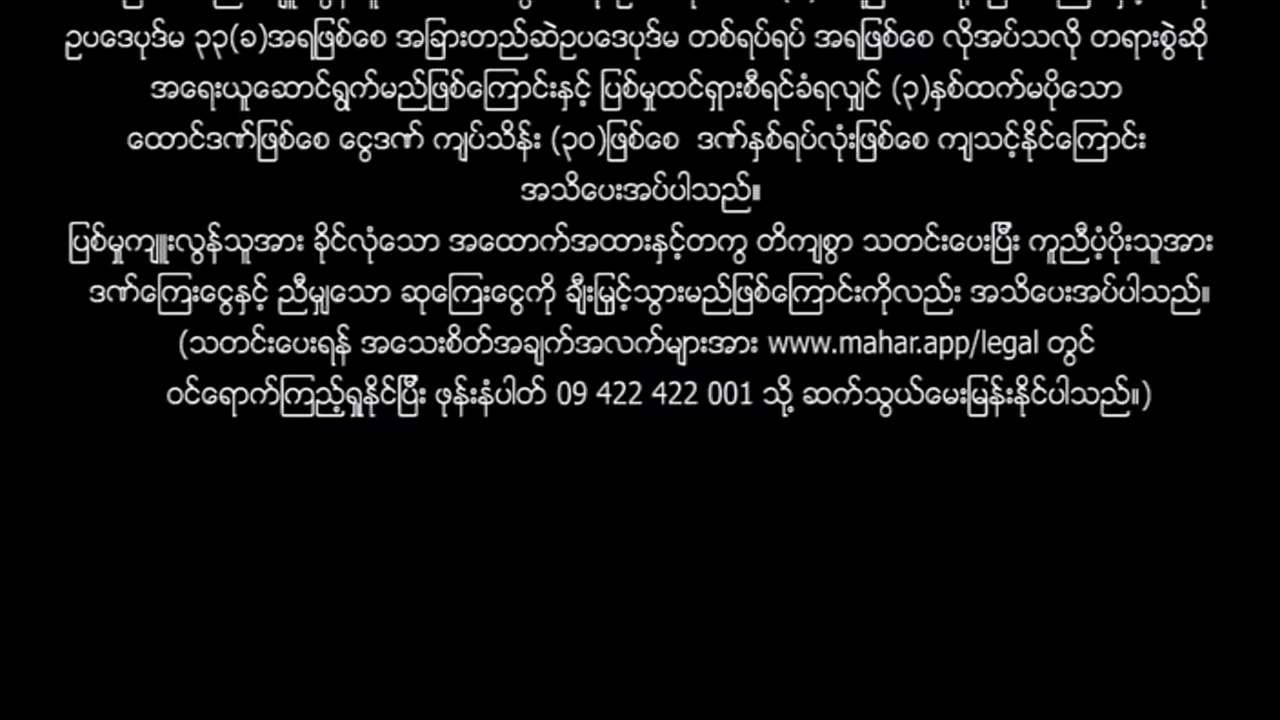 ဥပဒေပုဒ်မ ၃၃(ခ)အရဖြစ်စေ အခြားတည်ဆဲဥပဒေပုဒ်မ တစ်ရပ်ရပ် အရဖြစ်စေ လိုအပ်သလို တရားစွဲဆို
အရေးယူဆောင်ရွက်မည်ဖြစ်ကြောင်းနှင့် ပြစ်မှုထင်ရှားစီရင်ခံရလျှင် (၃)နှစ်ထက်မပိုသော
ထောင်ဒဏ်ဖြစ်စေ ငွေဒဏ် ကျပ်သိန်း (၃၀)ဖြစ်စေ ဒဏ်နှစ်ရပ်လုံးဖြစ်စေ ကျသင့်နိုင်ကြောင်း
အသိပေးအပ်ပါသည်။
ပြစ်မှုကျူးလွန်သူအား ခိုင်လုံသော အထောက်အထားနှင့်တကွ တိကျစွာ သတင်းပေးပြီး ကူညီပံ့ပိုးသူအား
ဒဏ်ကြေးငွေနှင့် ညီမျှသော ဆုကြေးငွေကို ချီးမြှင့်သွားမည်ဖြစ်ကြောင်းကိုလည်း အသိပေးအပ်ပါသည်။
(သတင်းပေးရန် အသေးစိတ်အချက်အလက်များအား www.mahar.app/legal တွင်
ဝင်ရောက်ကြည့်ရှုနိုင်ပြီး ဖုန်းနံပါတ် 09 422 422 001 သို့ ဆက်သွယ်မေးမြန်းနိုင်ပါသည်။)